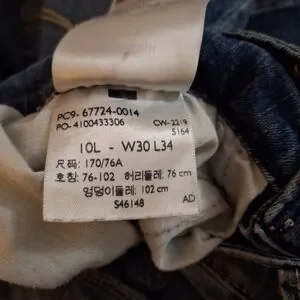 PC9-67724-0014
PO-4100433306 CW-2219
S164
10L - W30 L34
尺码: 170/76A
호칭: 76-102 허리둘레: 76 cm
엉덩이둘레: 102 cm
S46148 AD